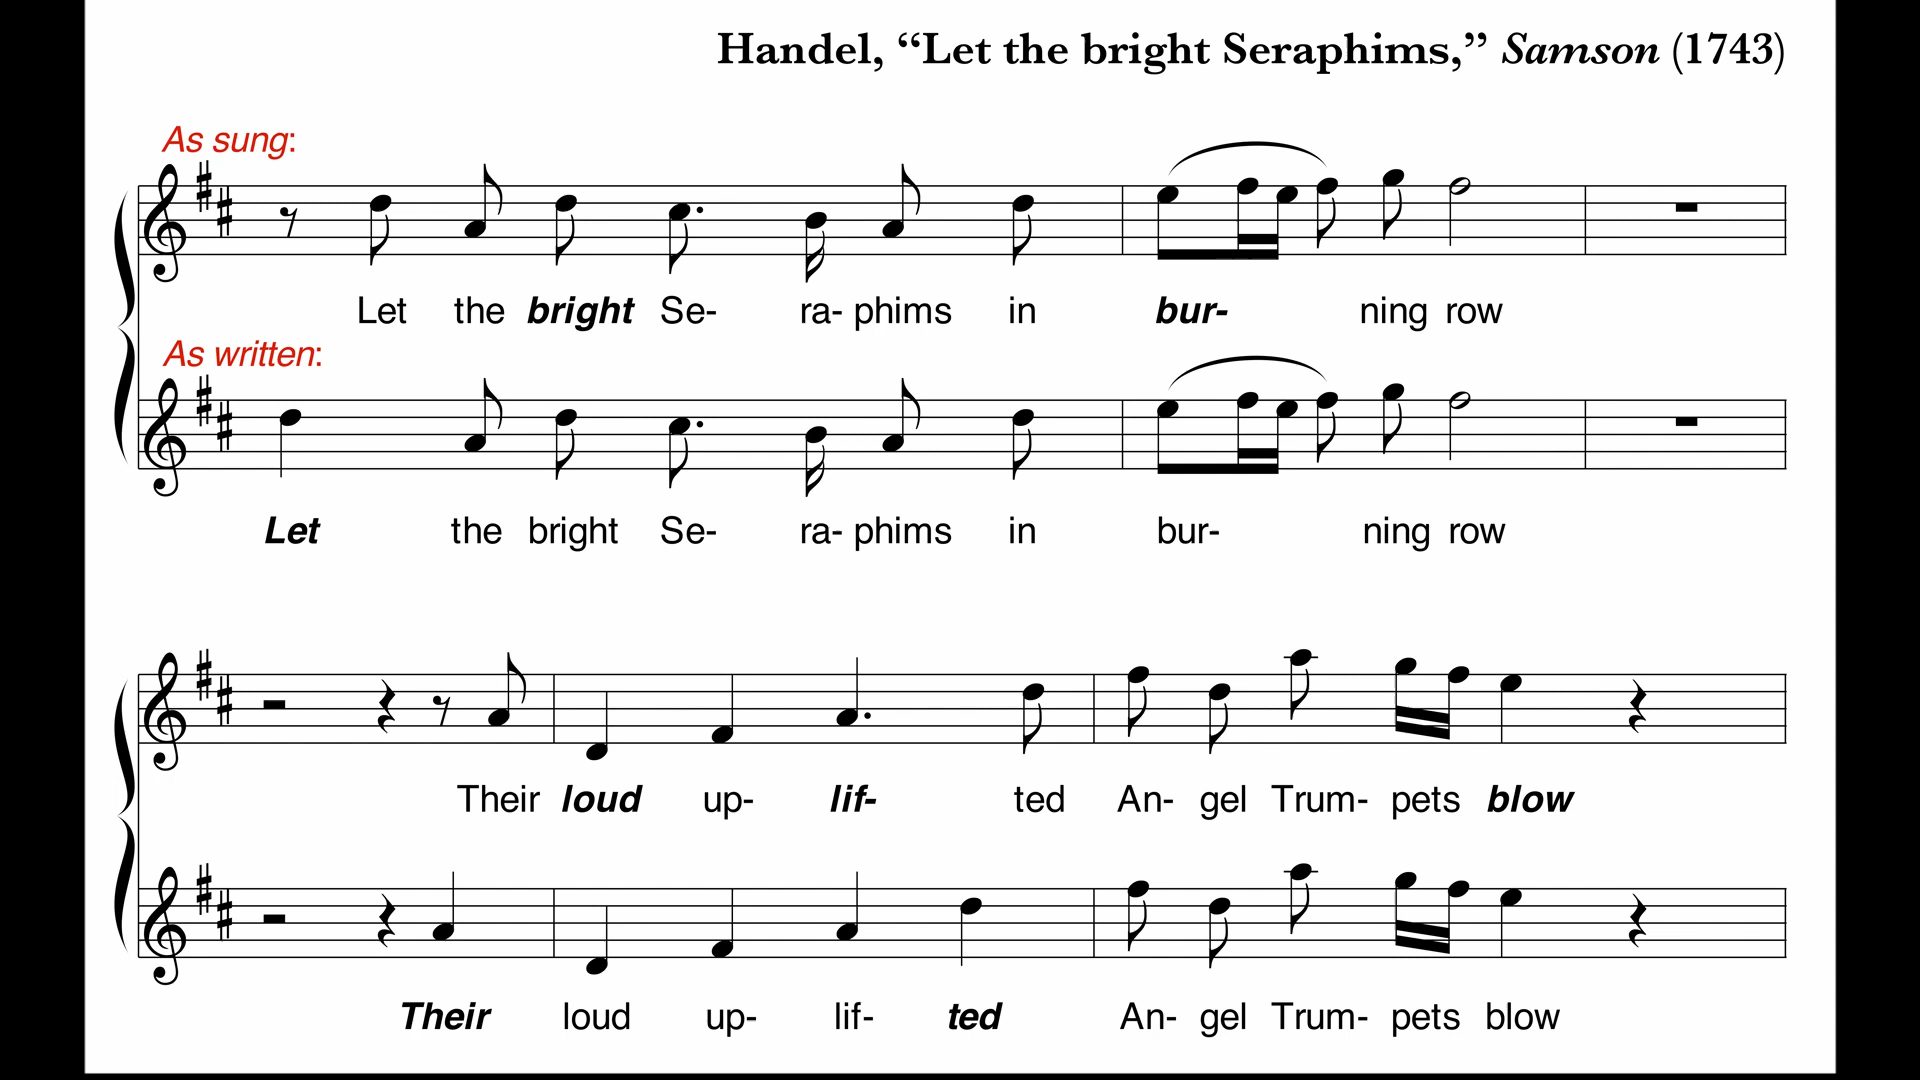 Handel, “Let the bright Seraphims,” Samson (1743)
As sung:
Let the bright Se- ra- phims in bur- ning row
As written:
Let the bright Se- ra- phims in bur- ning row
Their loud up- lif- ted An- gel Trum- pets blow
Their loud up- lif- ted An- gel Trum- pets blow